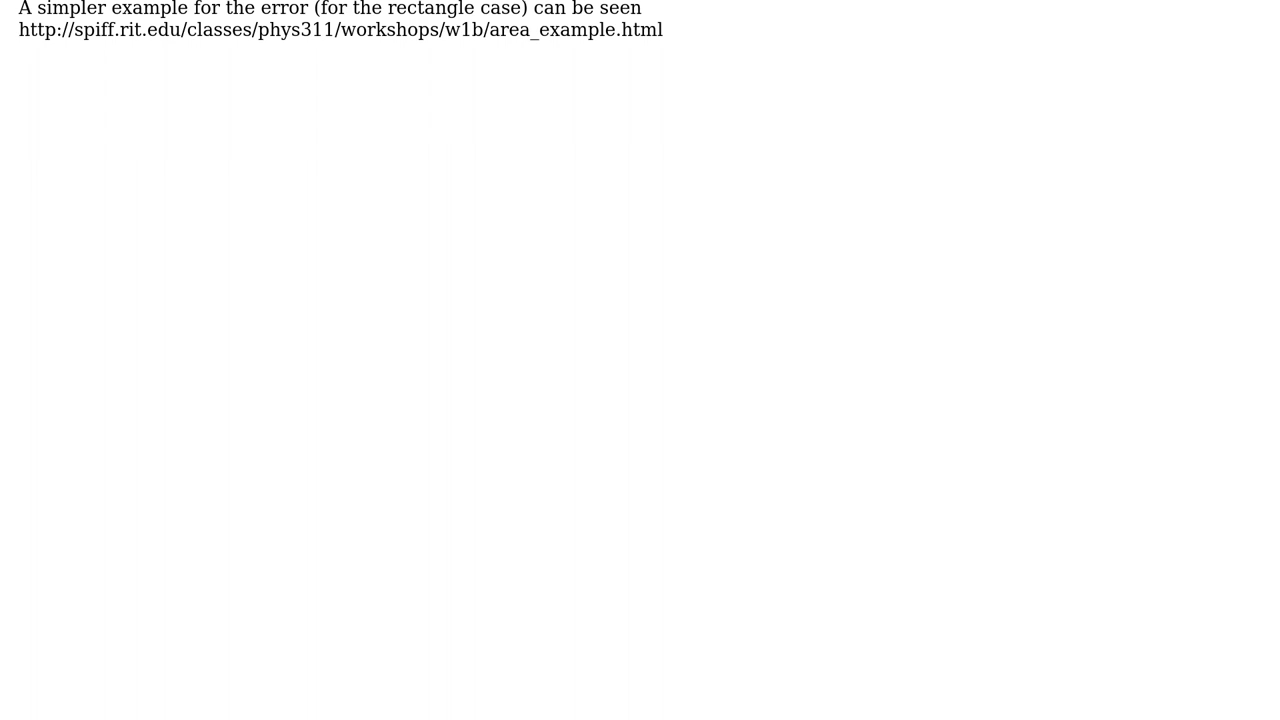 A simpler example for the error (for the rectangle case) can be seen
http://spiff.rit.edu/classes/phys311/workshops/w1b/area_example.html